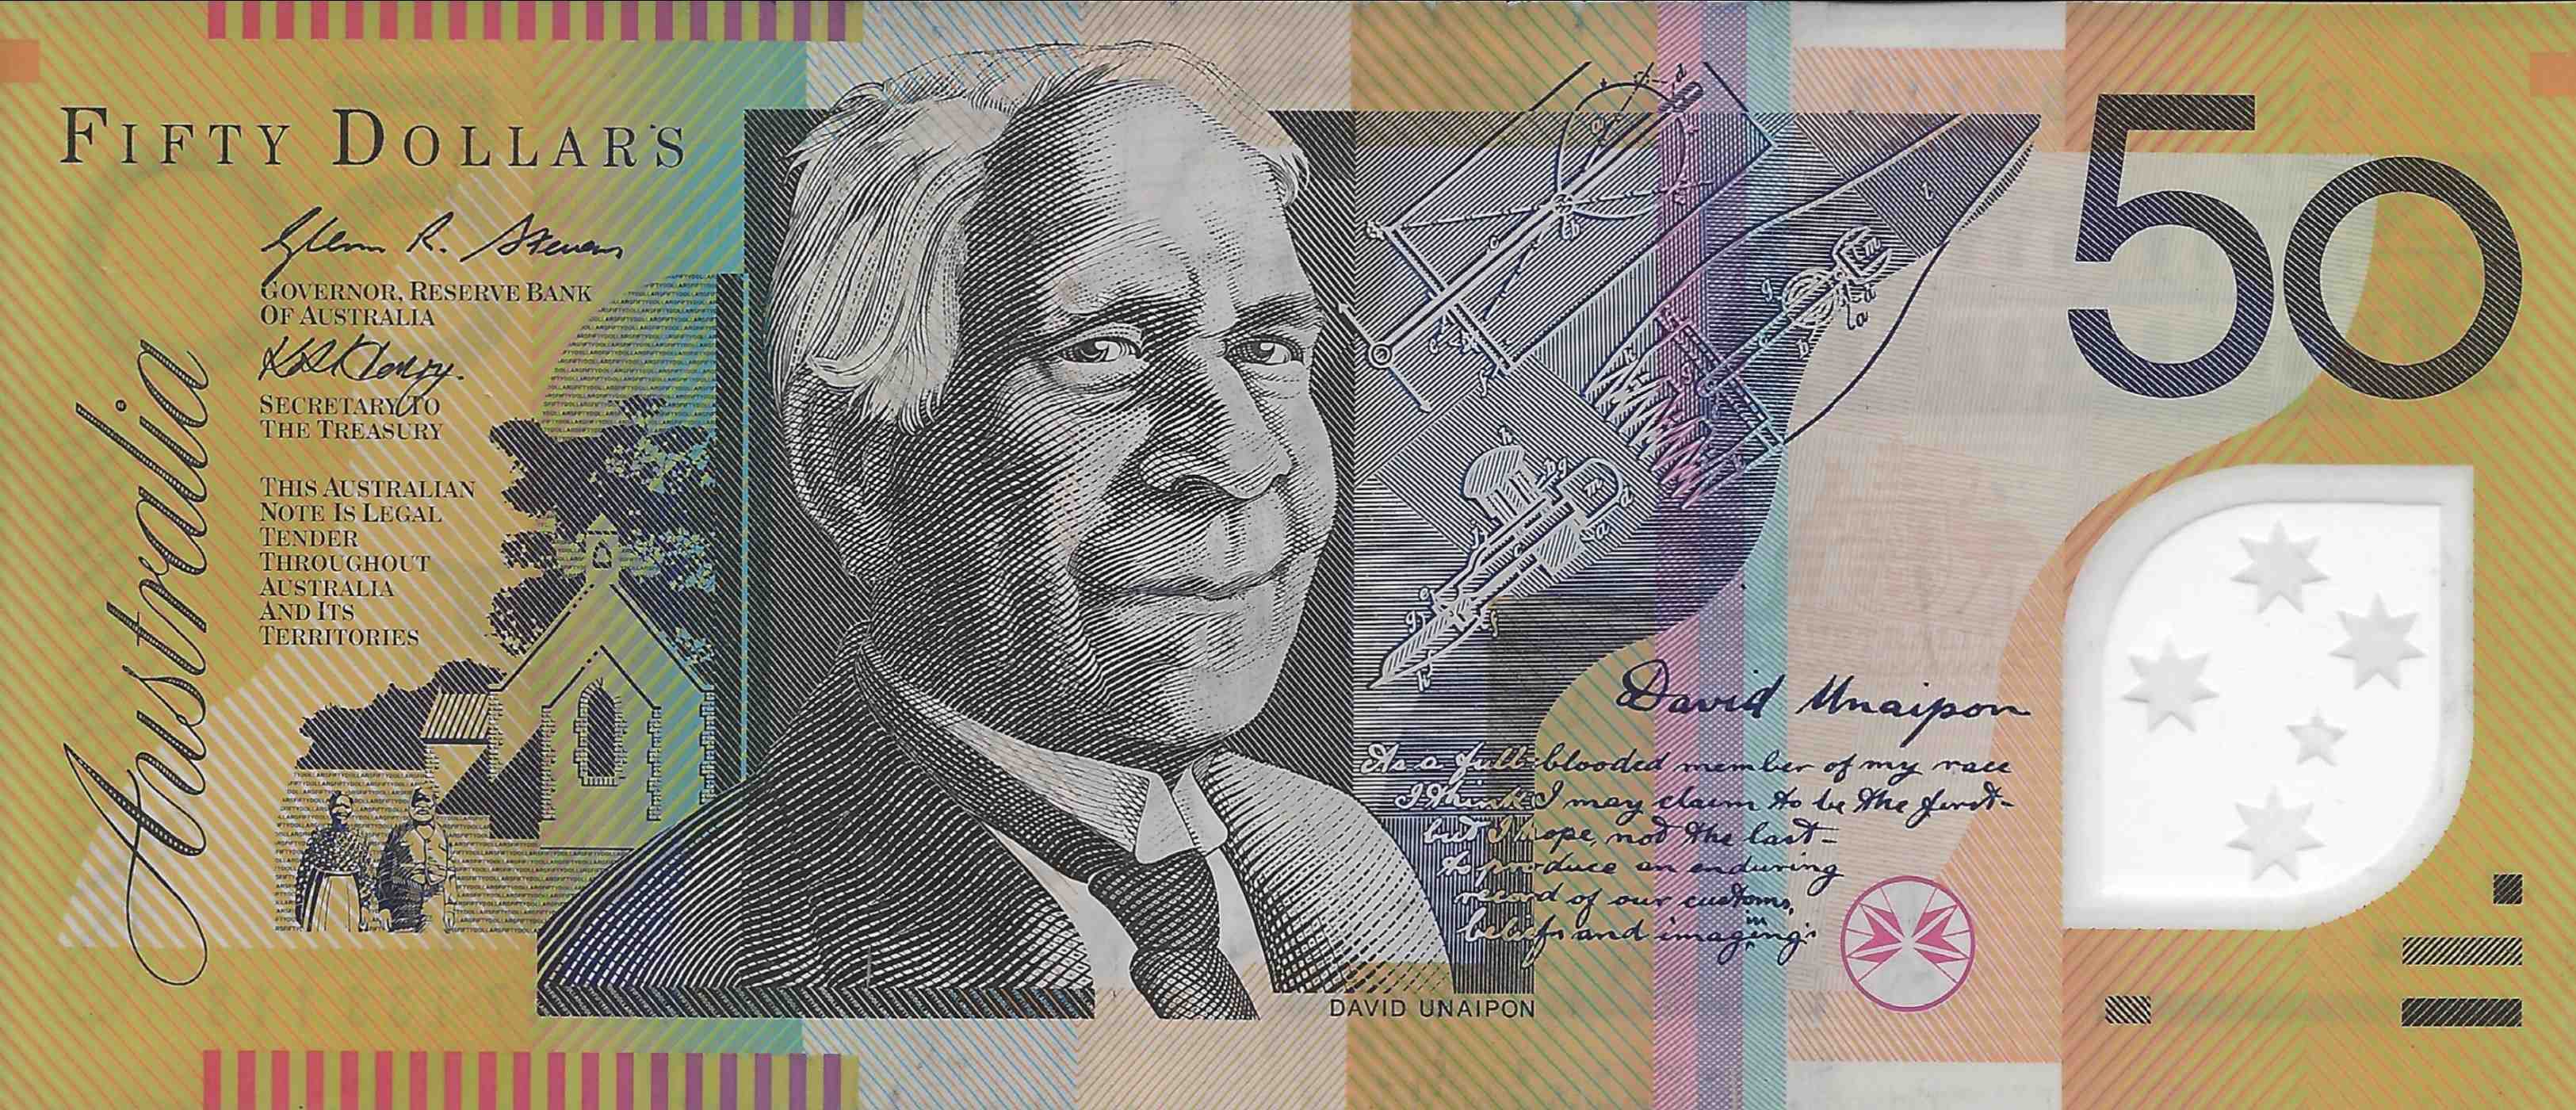 FIFTY DOLLARS
50
Australia
Glenn R. Stevens
GOVERNOR, RESERVE BANK
OF AUSTRALIA
SECRETARY TO
THE TREASURY
THIS AUSTRALIAN
NOTE IS LEGAL
TENDER
THROUGHOUT
AUSTRALIA
AND ITS
TERRITORIES
David Unaipon
As a full-blooded member of my race
I think I may claim to be the first-
but I hope, not the last-
to produce an enduring
record of our customs,
beliefs and imaginings
DAVID UNAIPON